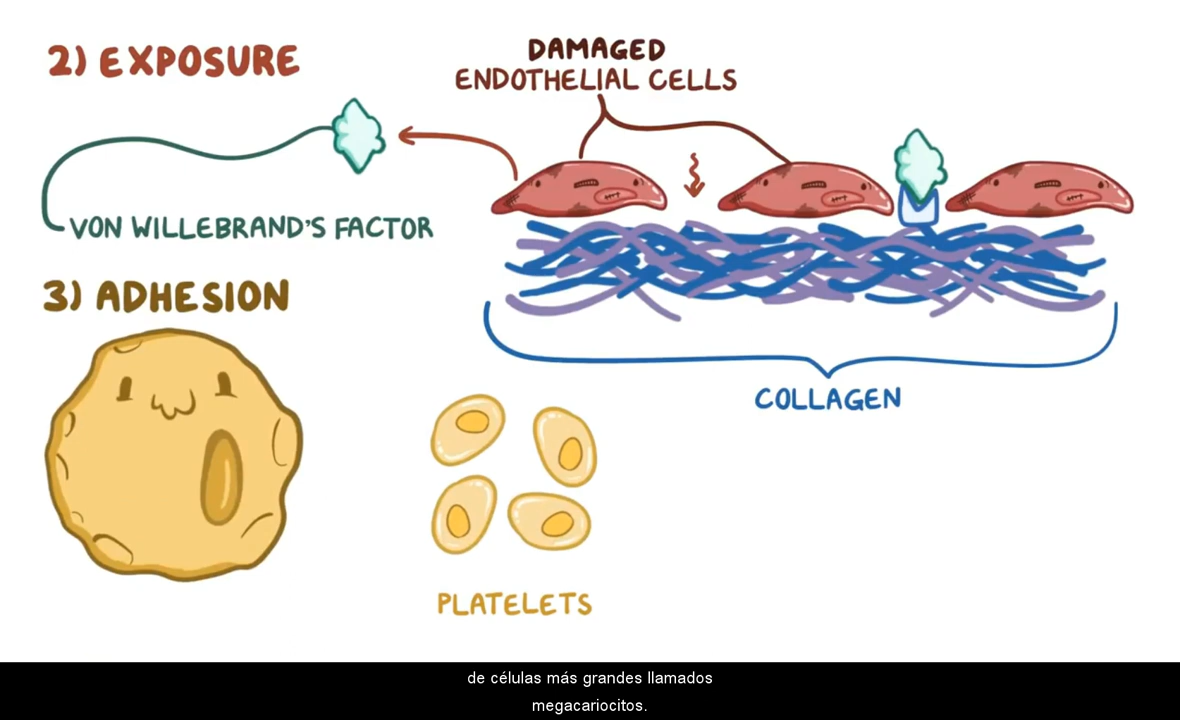 2) EXPOSURE
DAMAGED
ENDOTHELIAL CELLS
VON WILLEBRAND'S FACTOR
3) ADHESION
COLLAGEN
PLATELETS
de células más grandes llamados
megacariocitos.